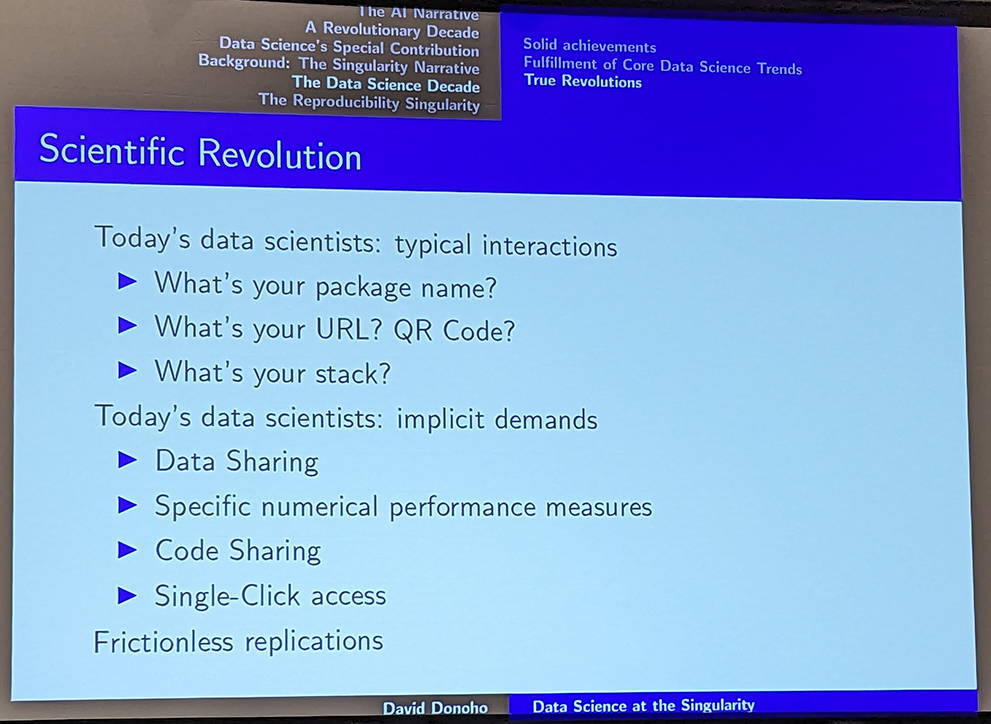 The AI Narrative
A Revolutionary Decade
Data Science's Special Contribution
Background: The Singularity Narrative
The Data Science Decade
The Reproducibility Singularity
Solid achievements
Fulfillment of Core Data Science Trends
True Revolutions
Scientific Revolution
Today's data scientists: typical interactions
What's your package name?
What's your URL? QR Code?
What's your stack?
Today's data scientists: implicit demands
Data Sharing
Specific numerical performance measures
Code Sharing
Single-Click access
Frictionless replications
David Donoho
Data Science at the Singularity